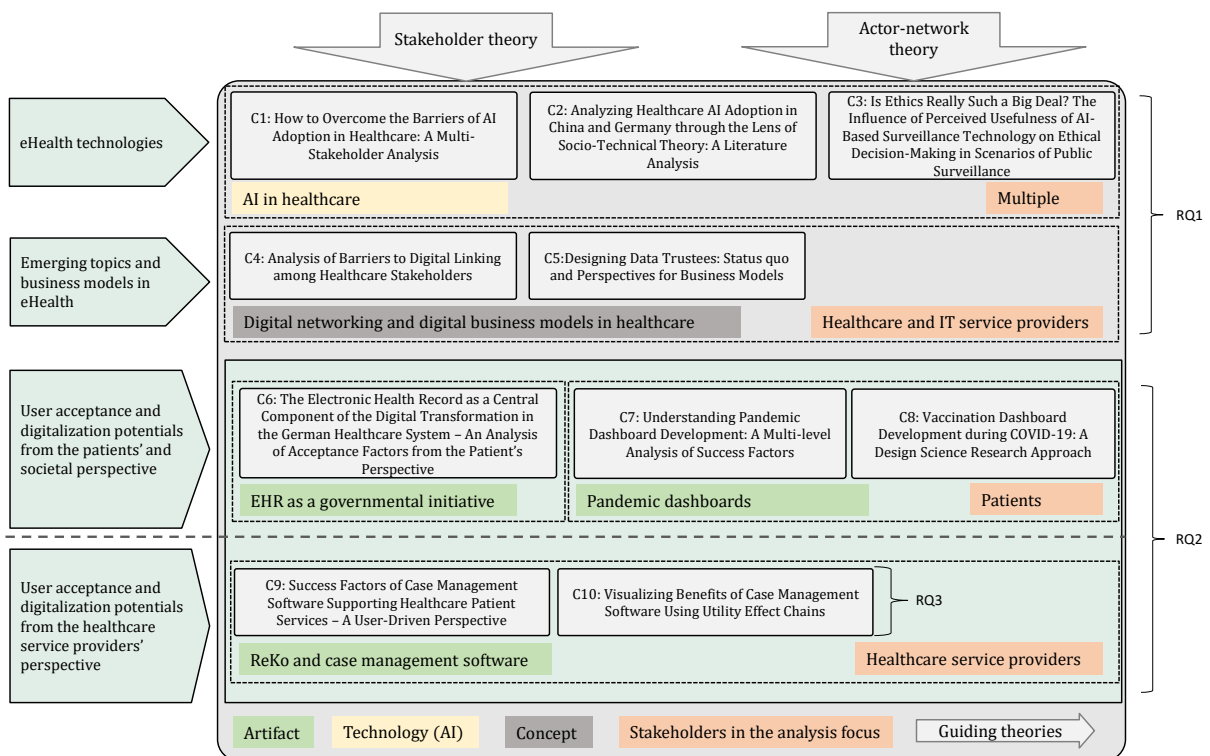 Stakeholder theory
Actor-network
theory
eHealth technologies
C1: How to Overcome the Barriers of AI
Adoption in Healthcare: A Multi-
Stakeholder Analysis
C2: Analyzing Healthcare AI Adoption in
China and Germany through the Lens of
Socio-Technical Theory: A Literature
Analysis
C3: Is Ethics Really Such a Big Deal? The
Influence of Perceived Usefulness of AI-
Based Surveillance Technology on Ethical
Decision-Making in Scenarios of Public
Surveillance
AI in healthcare
Multiple
RQ1
Emerging topics and
business models in
eHealth
C4: Analysis of Barriers to Digital Linking
among Healthcare Stakeholders
C5:Designing Data Trustees: Status quo
and Perspectives for Business Models
Digital networking and digital business models in healthcare
Healthcare and IT service providers
User acceptance and
digitalization potentials
from the patients' and
societal perspective
C6: The Electronic Health Record as a Central
Component of the Digital Transformation in
the German Healthcare System – An Analysis
of Acceptance Factors from the Patient's
Perspective
C7: Understanding Pandemic
Dashboard Development: A Multi-level
Analysis of Success Factors
C8: Vaccination Dashboard
Development during COVID-19: A
Design Science Research Approach
EHR as a governmental initiative
Pandemic dashboards
Patients
RQ2
User acceptance and
digitalization potentials
from the healthcare
service providers'
perspective
C9: Success Factors of Case Management
Software Supporting Healthcare Patient
Services – A User-Driven Perspective
C10: Visualizing Benefits of Case Management
Software Using Utility Effect Chains
RQ3
ReKo and case management software
Healthcare service providers
Artifact
Technology (AI)
Concept
Stakeholders in the analysis focus
Guiding theories